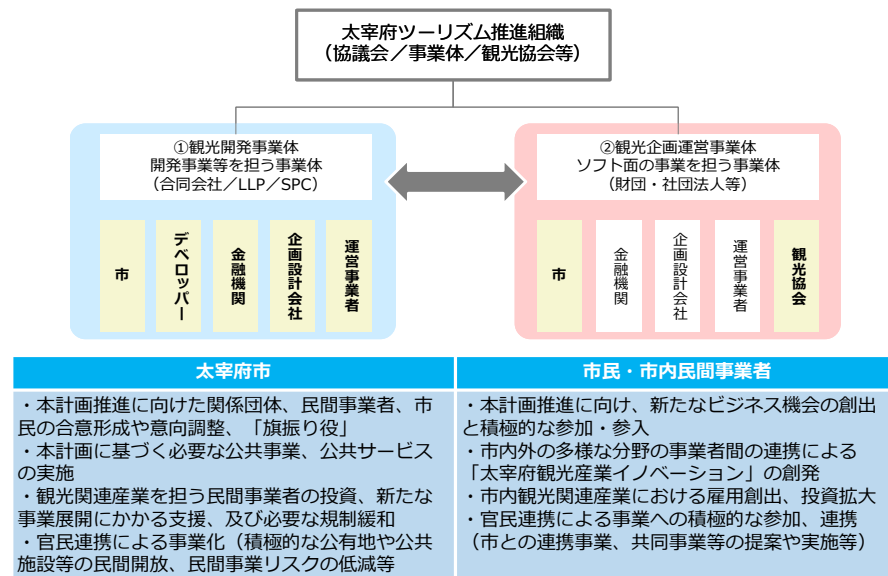 太宰府ツーリズム推進組織
（協議会／事業体／観光協会等）
①観光開発事業体
開発事業等を担う事業体
（合同会社／LLP／SPC）
市
デベロッパー
金融機関
企画設計会社
運営事業者
②観光企画運営事業体
ソフト面の事業を担う事業体
（財団・社団法人等）
市
金融機関
企画設計会社
運営事業者
観光協会
太宰府市
・本計画推進に向けた関係団体、民間事業者、市
民の合意形成や意向調整、「旗振り役」
・本計画に基づく必要な公共事業、公共サービス
の実施
・観光関連産業を担う民間事業者の投資、新たな
事業展開にかかる支援、及び必要な規制緩和
・官民連携による事業化（積極的な公有地や公共
施設等の民間開放、民間事業リスクの低減等
市民・市内民間事業者
・本計画推進に向け、新たなビジネス機会の創出
と積極的な参加・参入
・市内外の多様な分野の事業者間の連携による
「太宰府観光産業イノベーション」の創発
・市内観光関連産業における雇用創出、投資拡大
・官民連携による事業への積極的な参加、連携
（市との連携事業、共同事業等の提案や実施等）